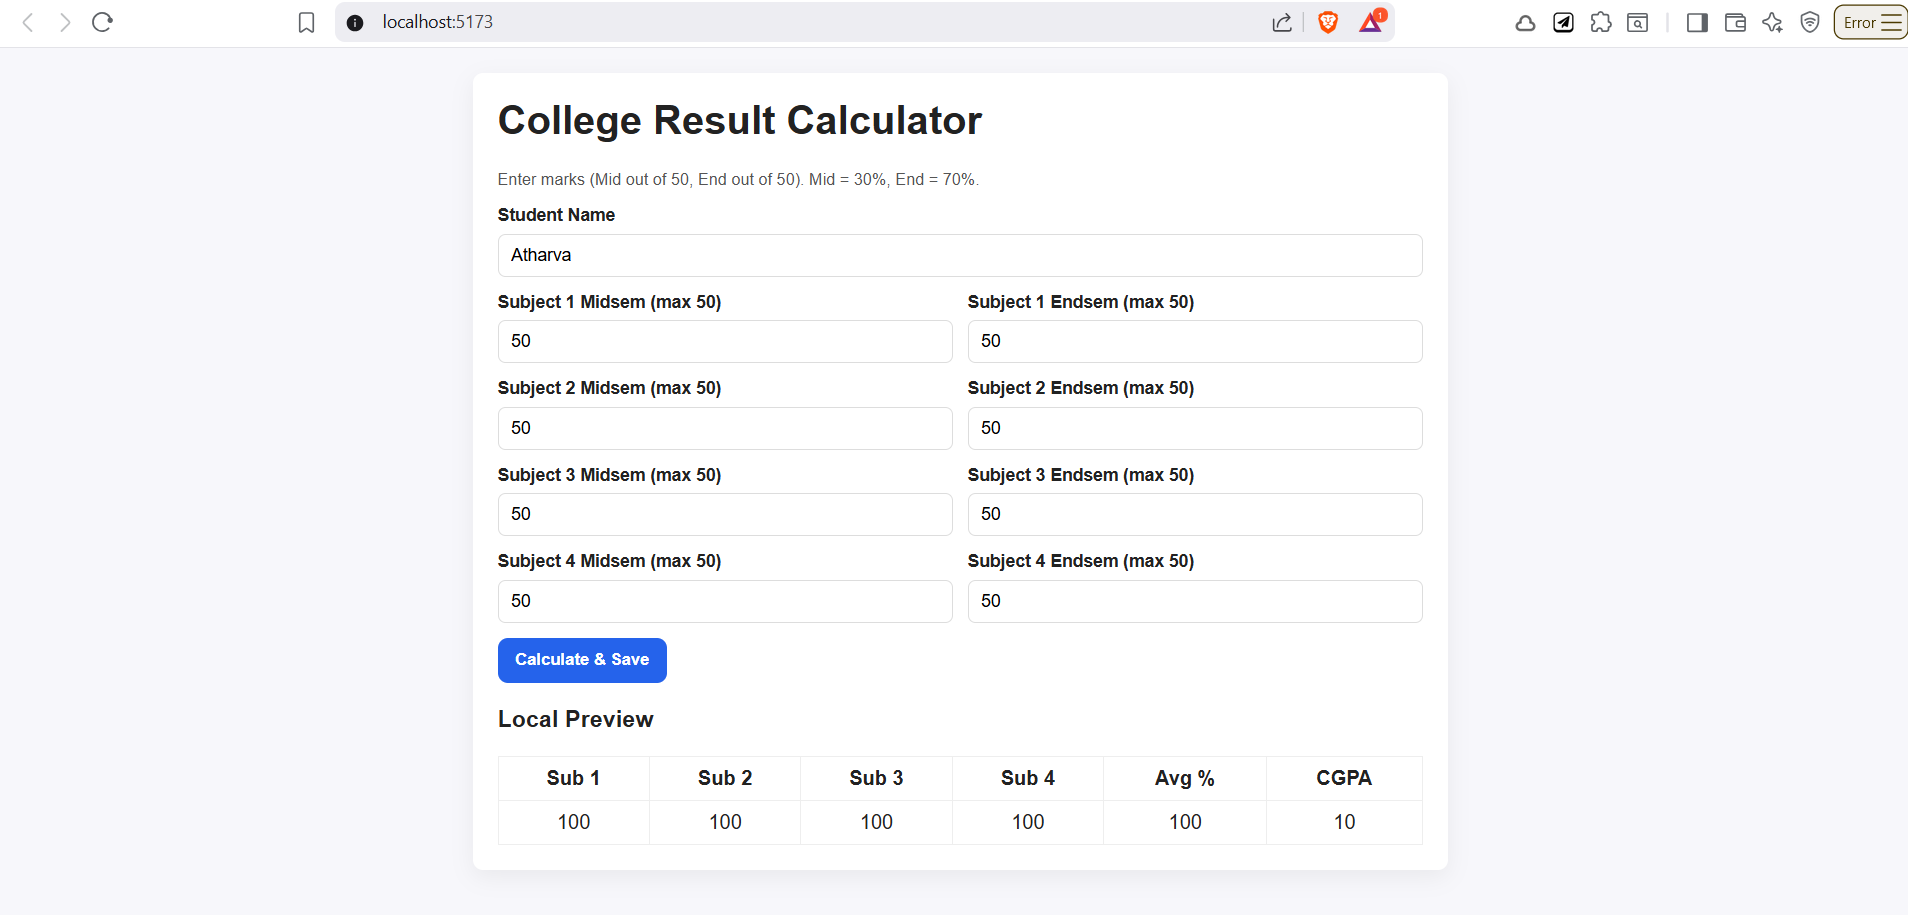 localhost:5173
1
Error
College Result Calculator
Enter marks (Mid out of 50, End out of 50). Mid = 30%, End = 70%.
Student Name
Atharva
Subject 1 Midsem (max 50) Subject 1 Endsem (max 50)
50 50
Subject 2 Midsem (max 50) Subject 2 Endsem (max 50)
50 50
Subject 3 Midsem (max 50) Subject 3 Endsem (max 50)
50 50
Subject 4 Midsem (max 50) Subject 4 Endsem (max 50)
50 50
Calculate & Save
Local Preview
Sub 1 Sub 2 Sub 3 Sub 4 Avg % CGPA
100 100 100 100 100 10